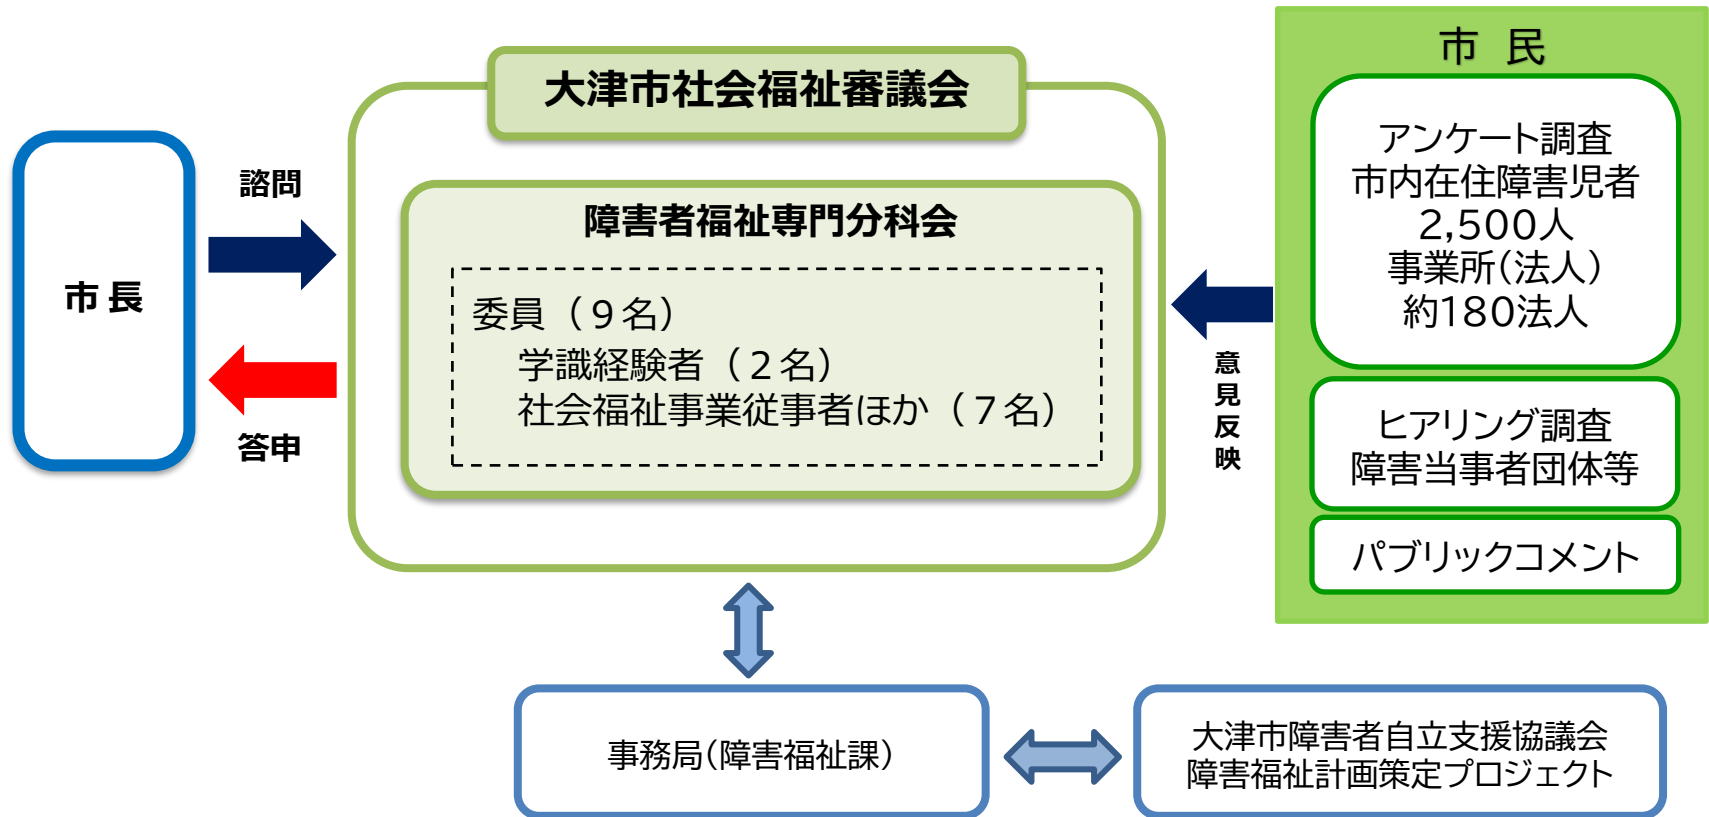 大津市社会福祉審議会
市長
諮問
答申
障害者福祉専門分科会
委員（９名）
学識経験者（２名）
社会福祉事業従事者ほか（７名）
意見反映
市 民
アンケート調査
市内在住障害児者
2,500人
事業所(法人)
約180法人
ヒアリング調査
障害当事者団体等
パブリックコメント
事務局(障害福祉課)
大津市障害者自立支援協議会
障害福祉計画策定プロジェクト